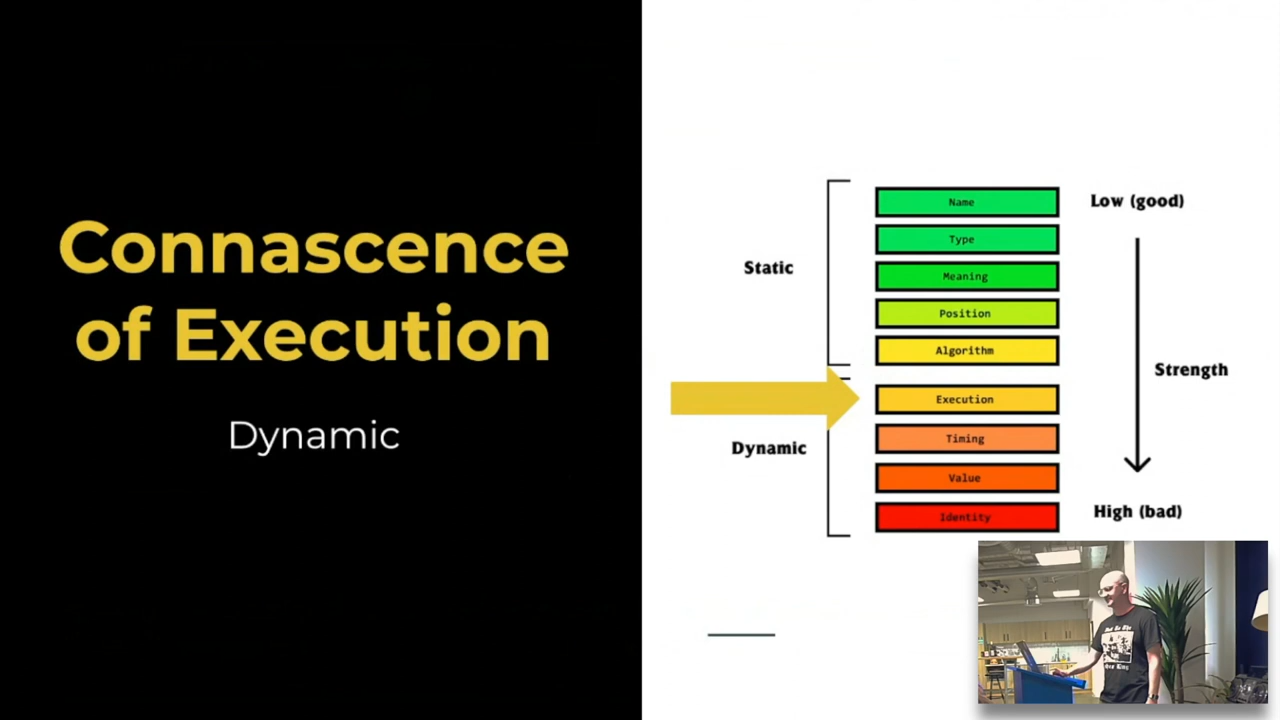 Connascence
of Execution
Dynamic
Static
Dynamic
Name
Type
Meaning
Position
Algorithm
Execution
Timing
Value
Identity
Low (good)
Strength
High (bad)